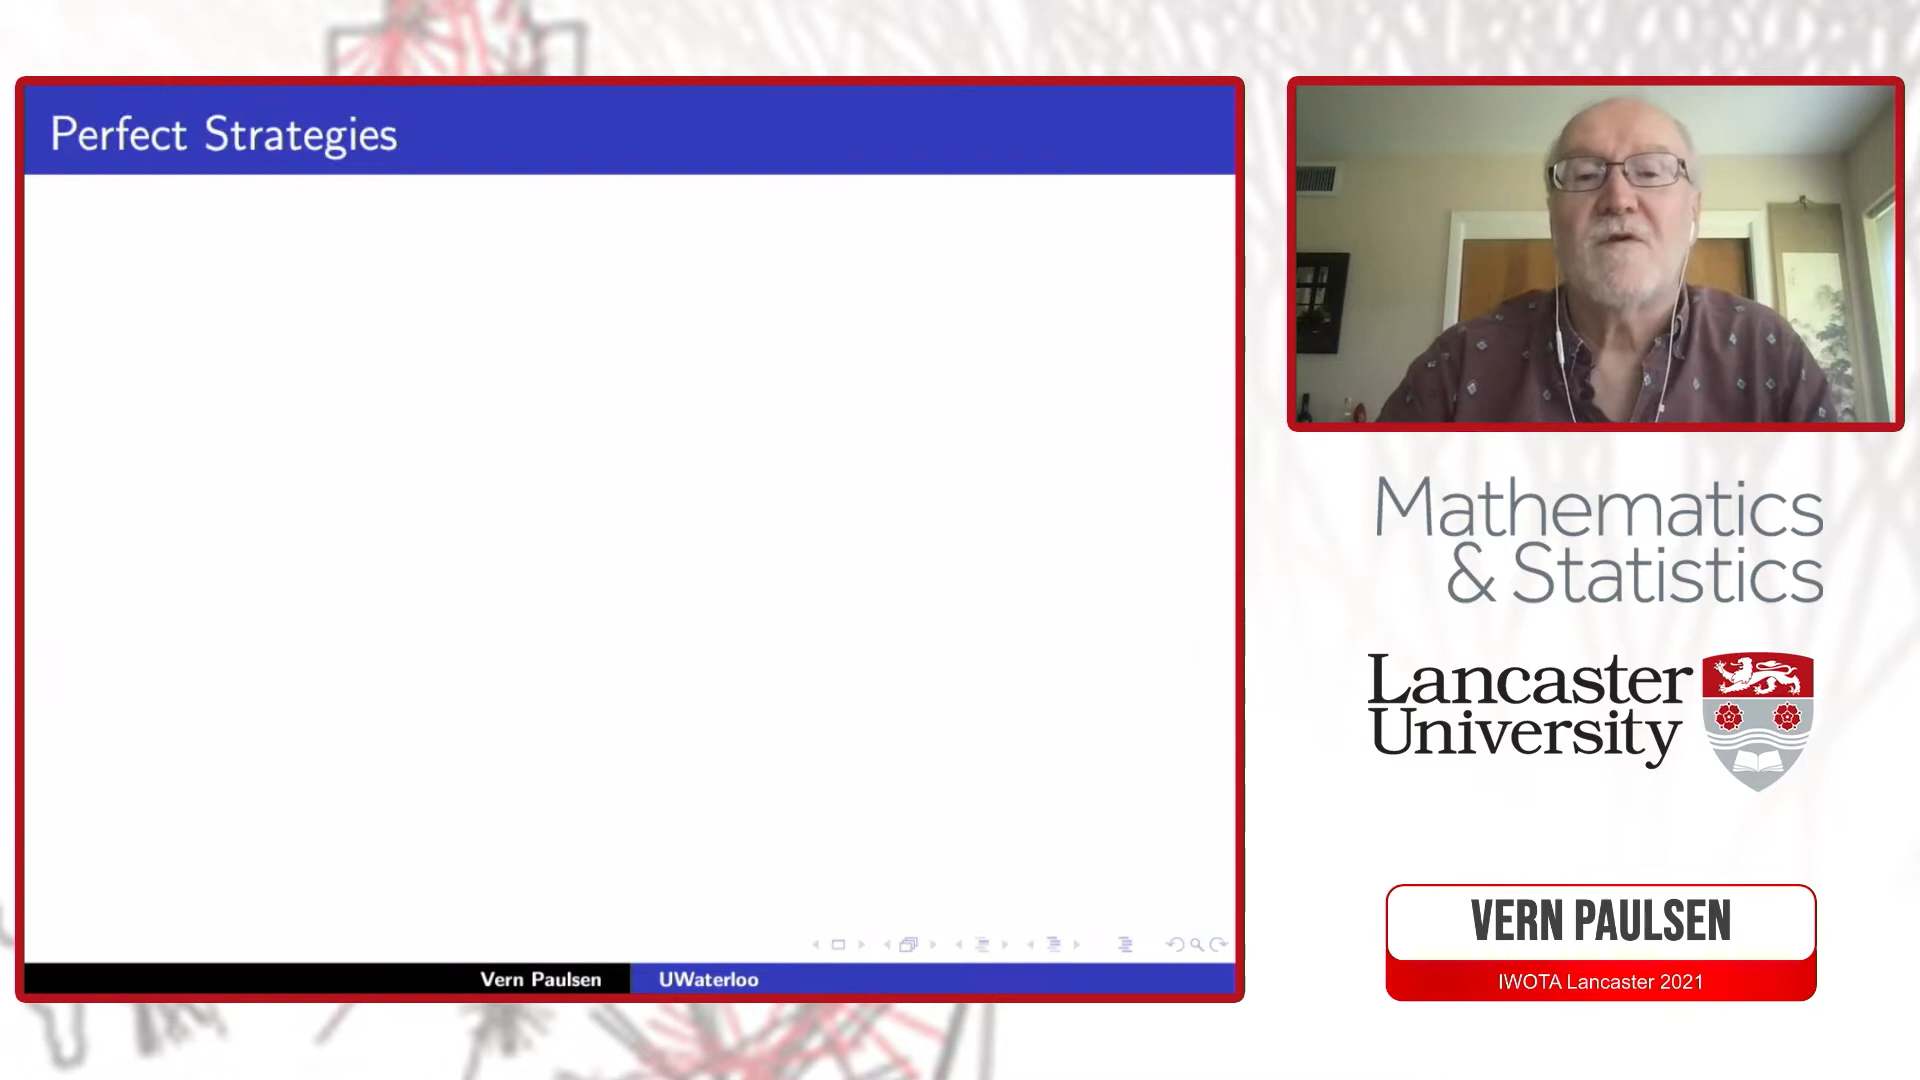 Perfect Strategies
Vern Paulsen
UWaterloo
Mathematics
& Statistics
Lancaster
University
VERN PAULSEN
IWOTA Lancaster 2021